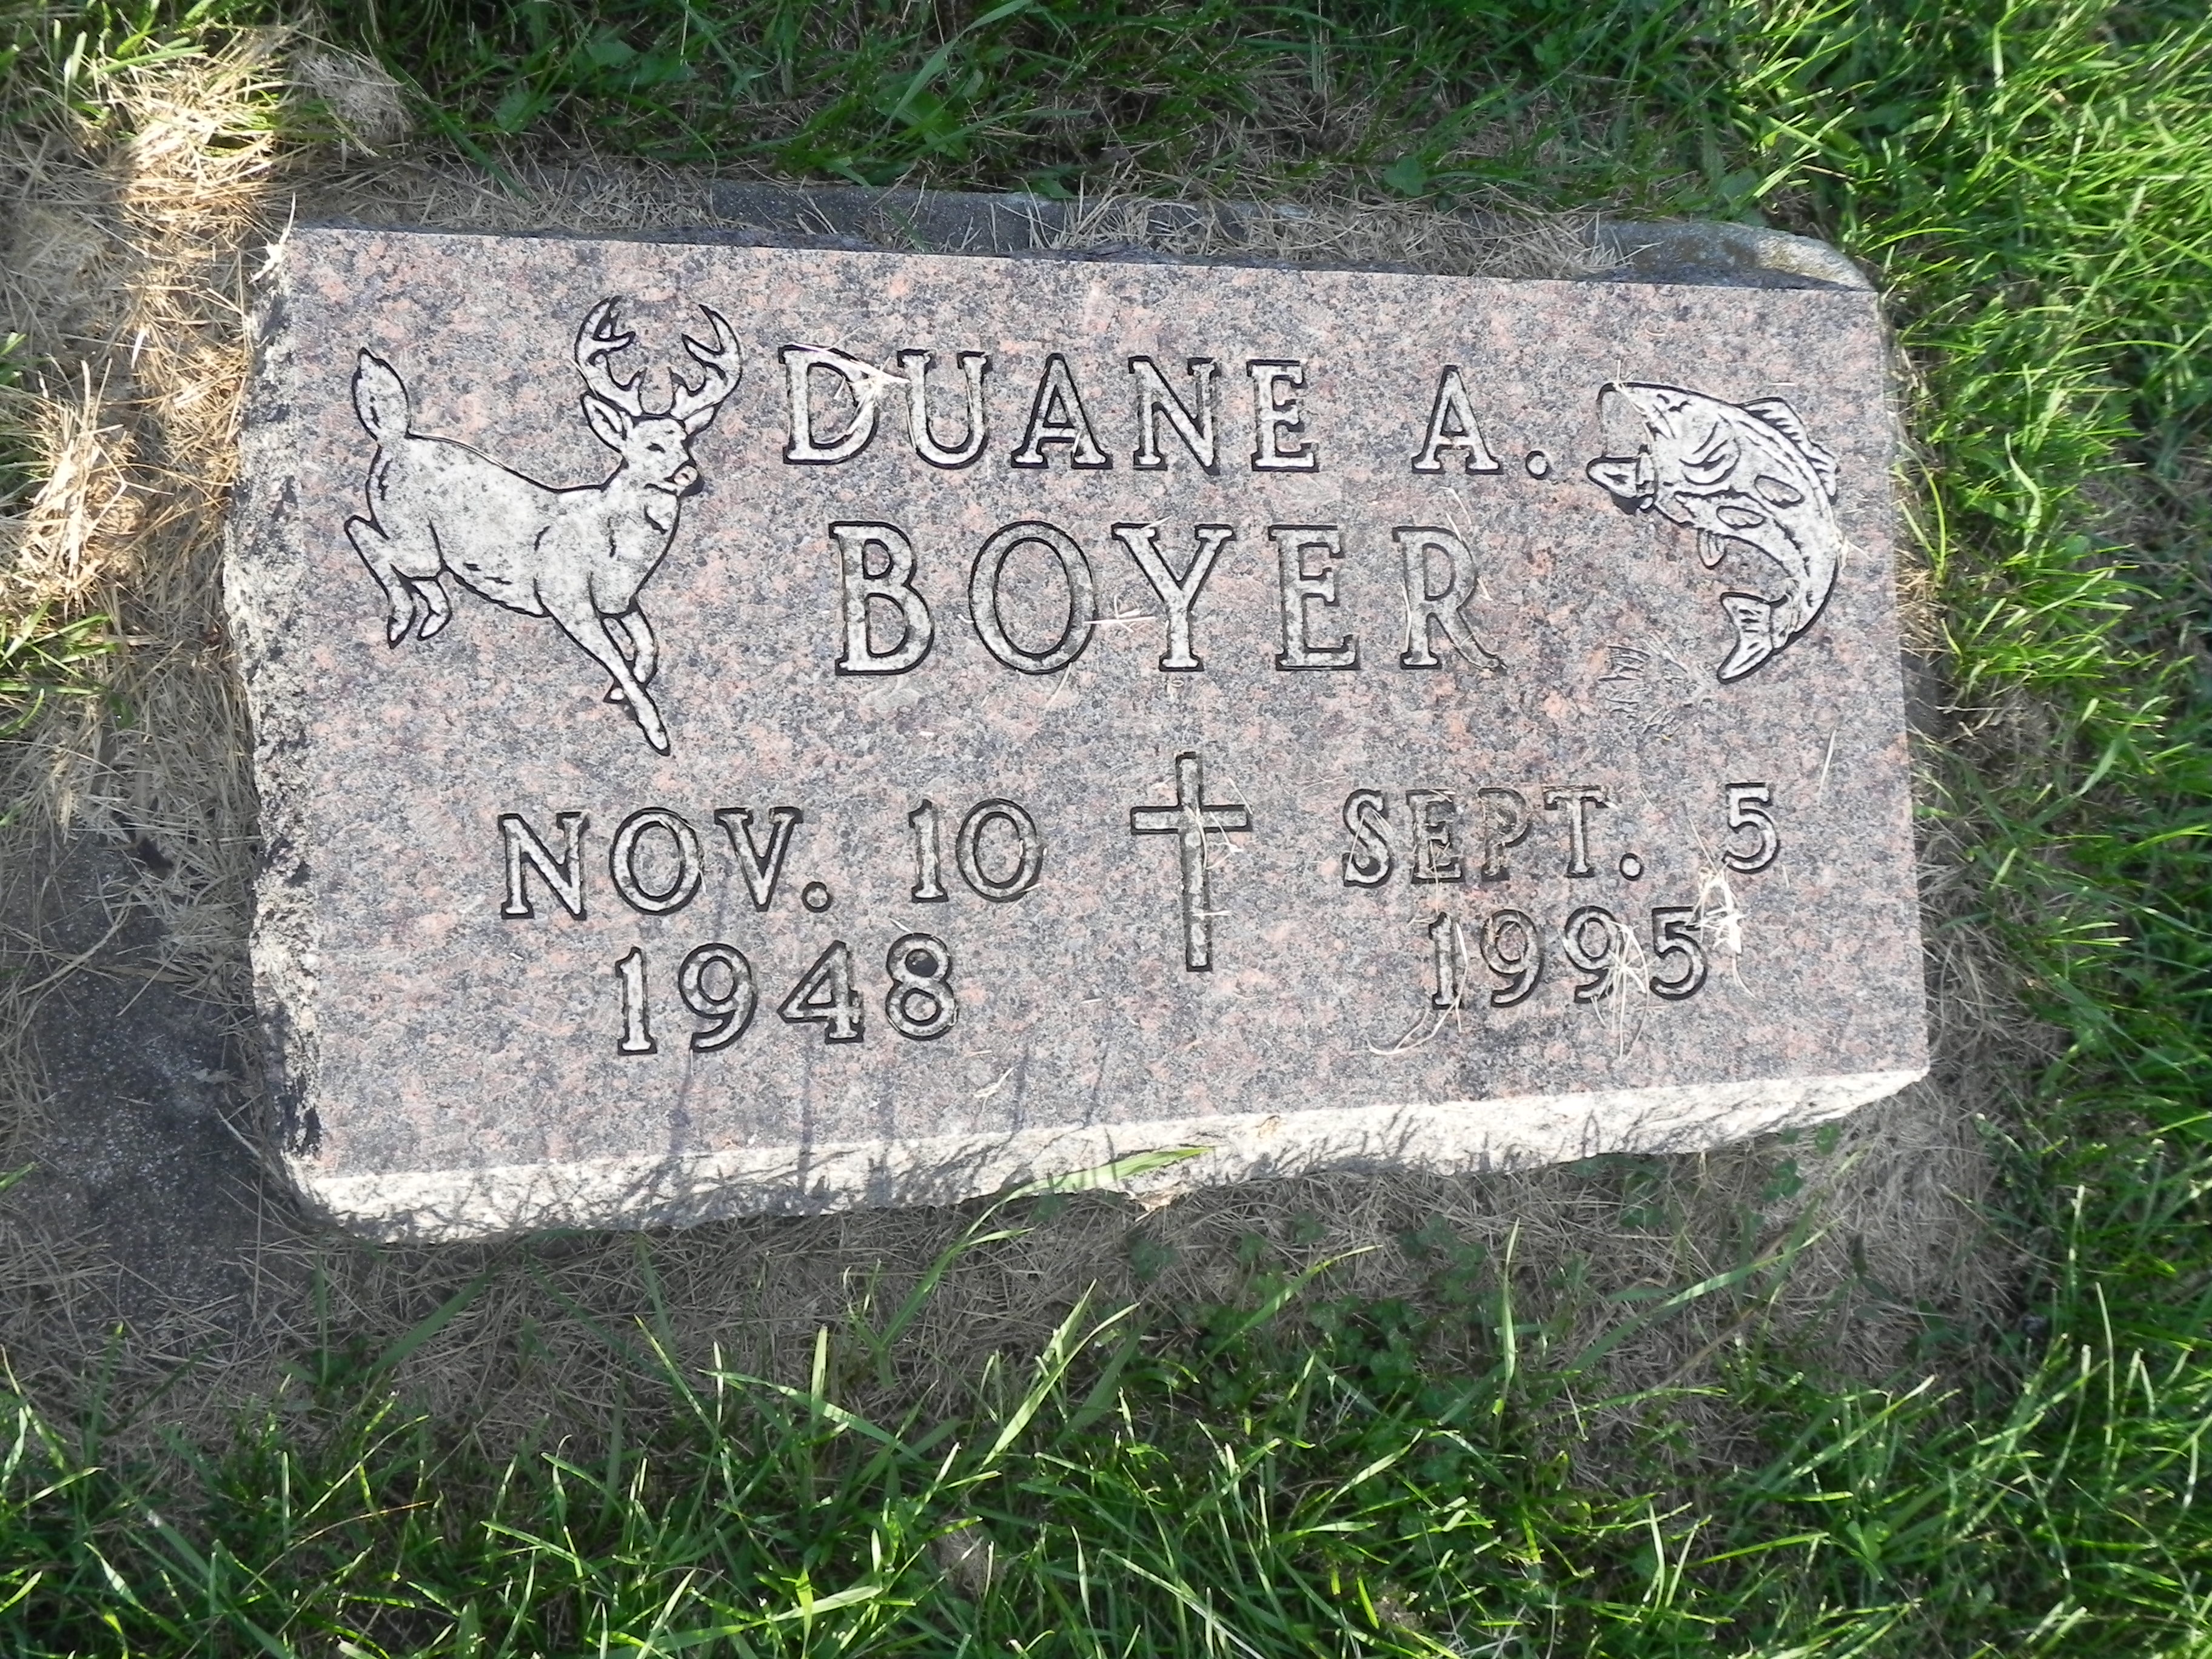 DUANE A.
BOYER
NOV. 10
1948
SEPT. 5
1995